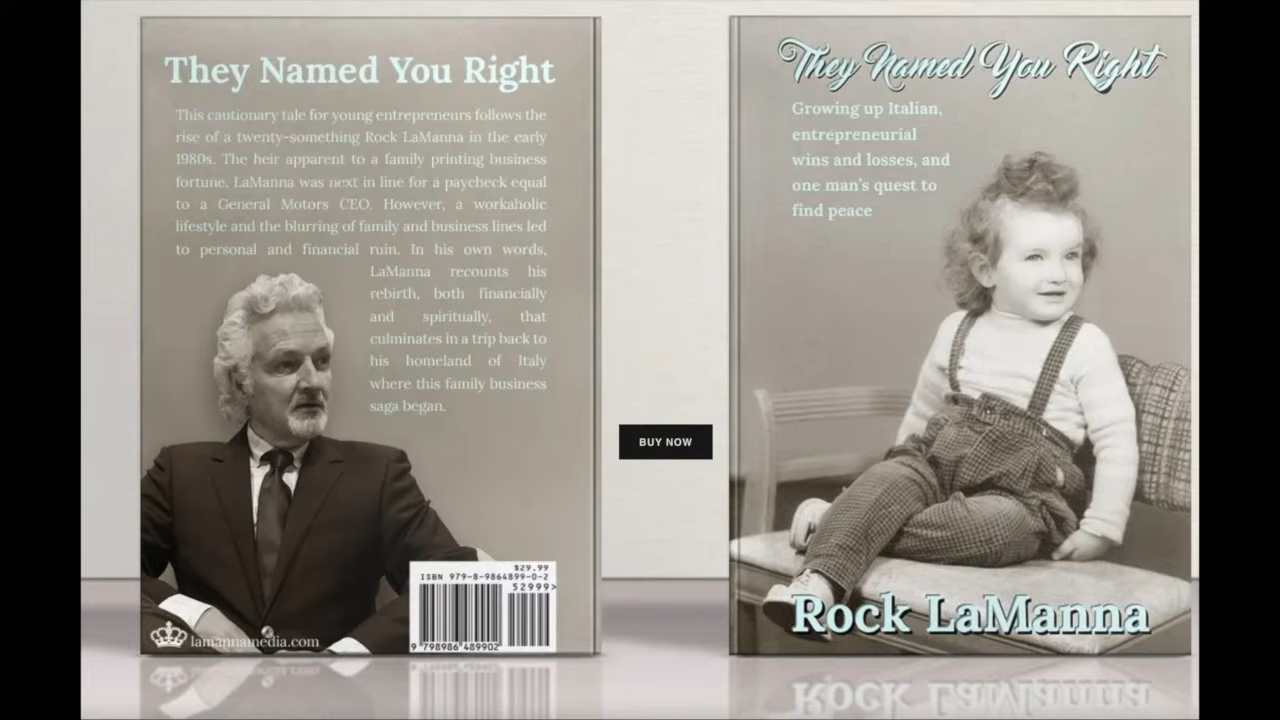 They Named You Right
This cautionary tale for young entrepreneurs follows the
rise of a twenty-something Rock LaManna in the early
1980s. The heir apparent to a family printing business
fortune, LaManna was next in line for a paycheck equal
to a General Motors CEO. However, a workaholic
lifestyle and the blurring of family and business lines led
to personal and financial ruin. In his own words,
LaManna recounts his
rebirth, both financially
and spiritually, that
culminates in a trip back to
his homeland of Italy
where this family business
saga began.
$29.99
ISBN 979-8-9864899-0-2
52999>
9 798986 489902
lamannamedia.com
BUY NOW
They Named You Right
Growing up Italian,
entrepreneurial
wins and losses, and
one man's quest to
find peace
Rock LaManna